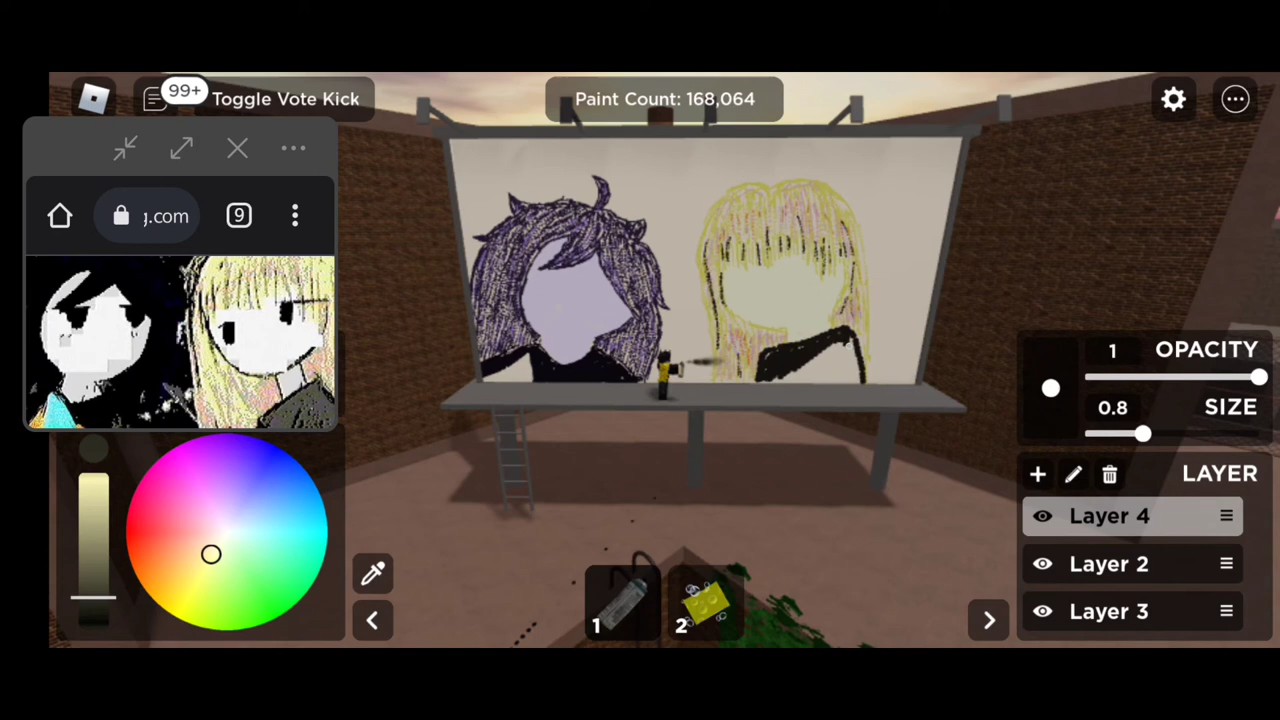 99+
Toggle Vote Kick
Paint Count: 168,064
g.com
9
1
OPACITY
0.8
SIZE
LAYER
Layer 4
Layer 2
Layer 3
1
2